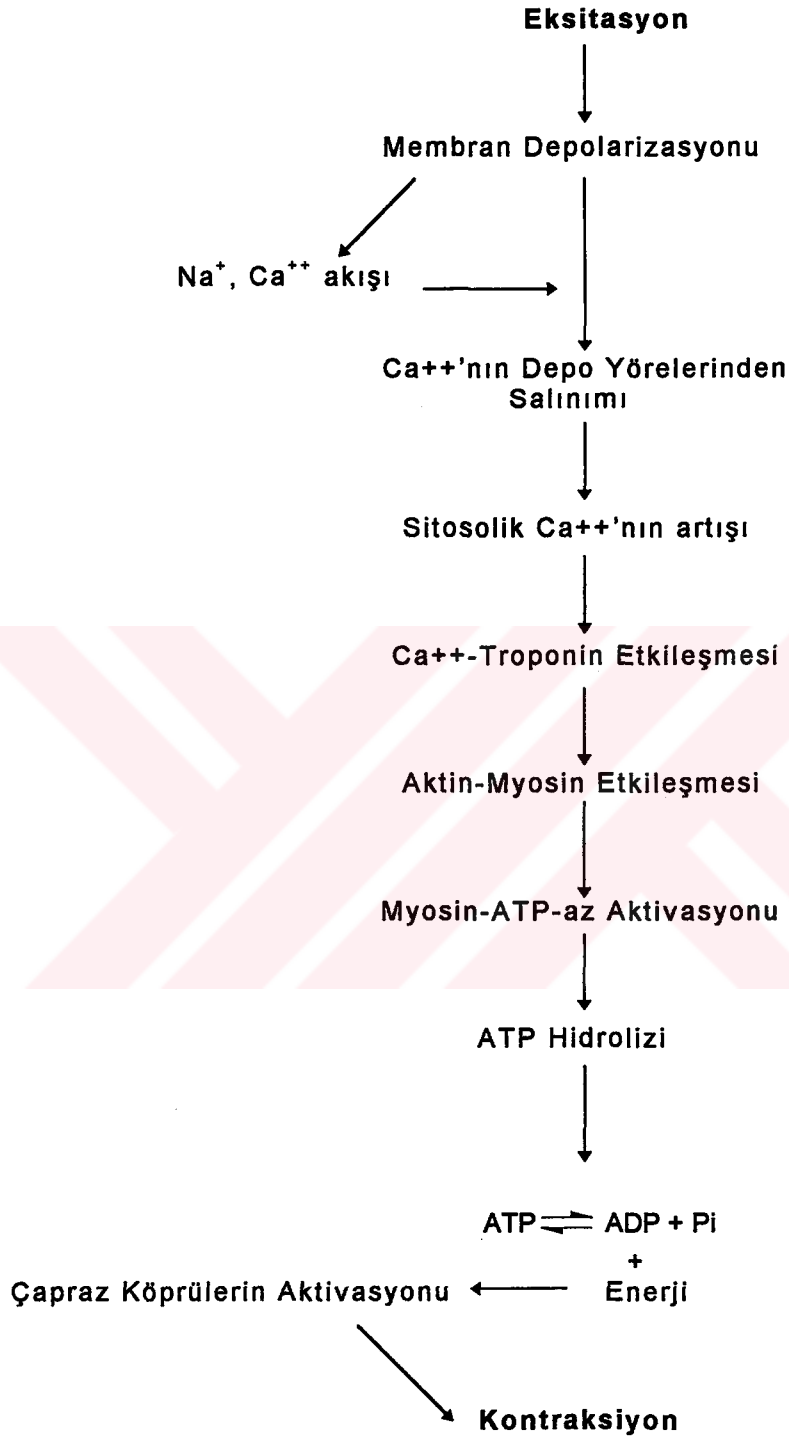 Eksitasyon
Membran Depolarizasyonu
Na⁺, Ca⁺⁺ akışı
Ca++'nın Depo Yörelerinden
Salınımı
Sitosolik Ca++'nın artışı
Ca++-Troponin Etkileşmesi
Aktin-Myosin Etkileşmesi
Myosin-ATP-az Aktivasyonu
ATP Hidrolizi
ATP ⇌ ADP + Pi
+
Çapraz Köprülerin Aktivasyonu ← Enerji
Kontraksiyon